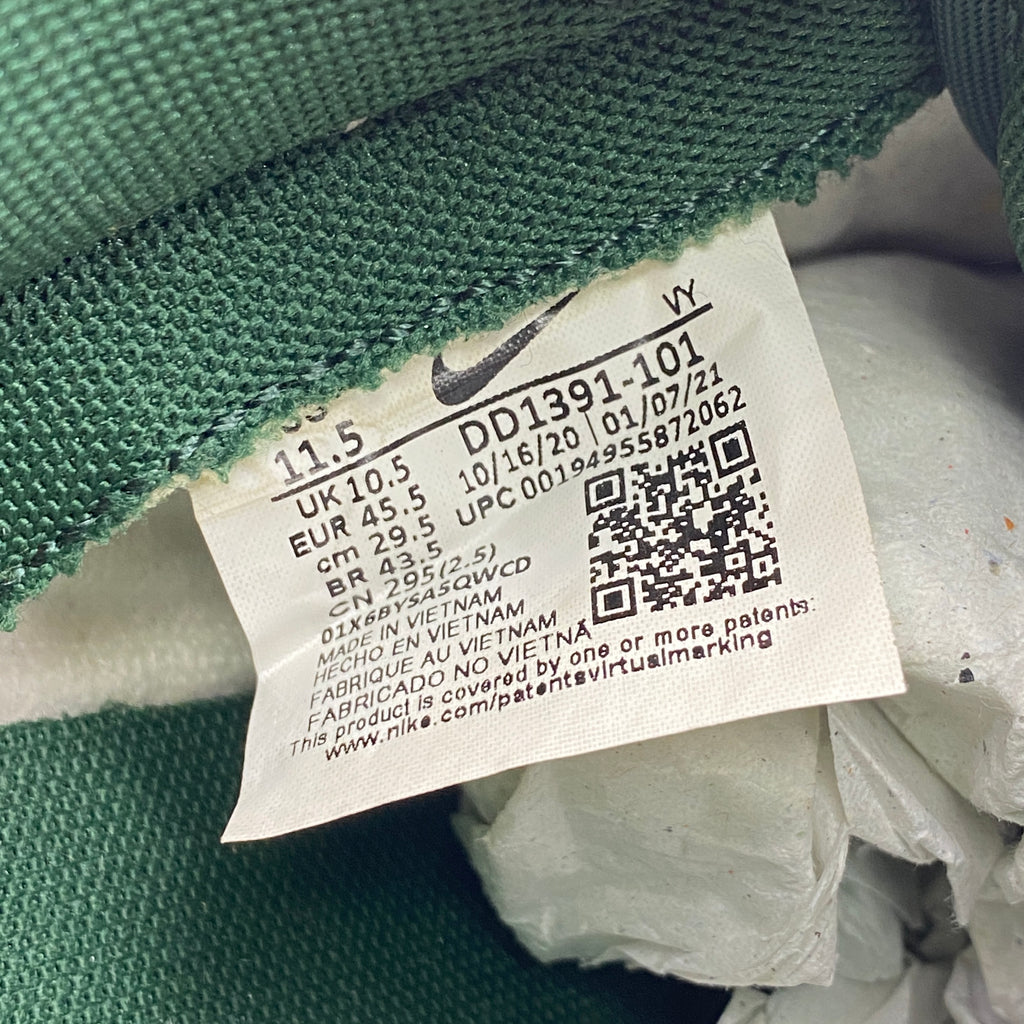 VY
11.5
DD1391-101
UK 10.5
10/16/20 | 01/07/21
EUR 45.5
UPC 00194955872062
cm 29.5
BR 43.5
CN 295(2.5)
01X6BYSA5QWCD
MADE IN VIETNAM
HECHO EN VIETNAM
FABRIQUE AU VIETNAM
FABRICADO NO VIETNÃ
This product is covered by one or more patents:
www.nike.com/patentsvirtualmarking